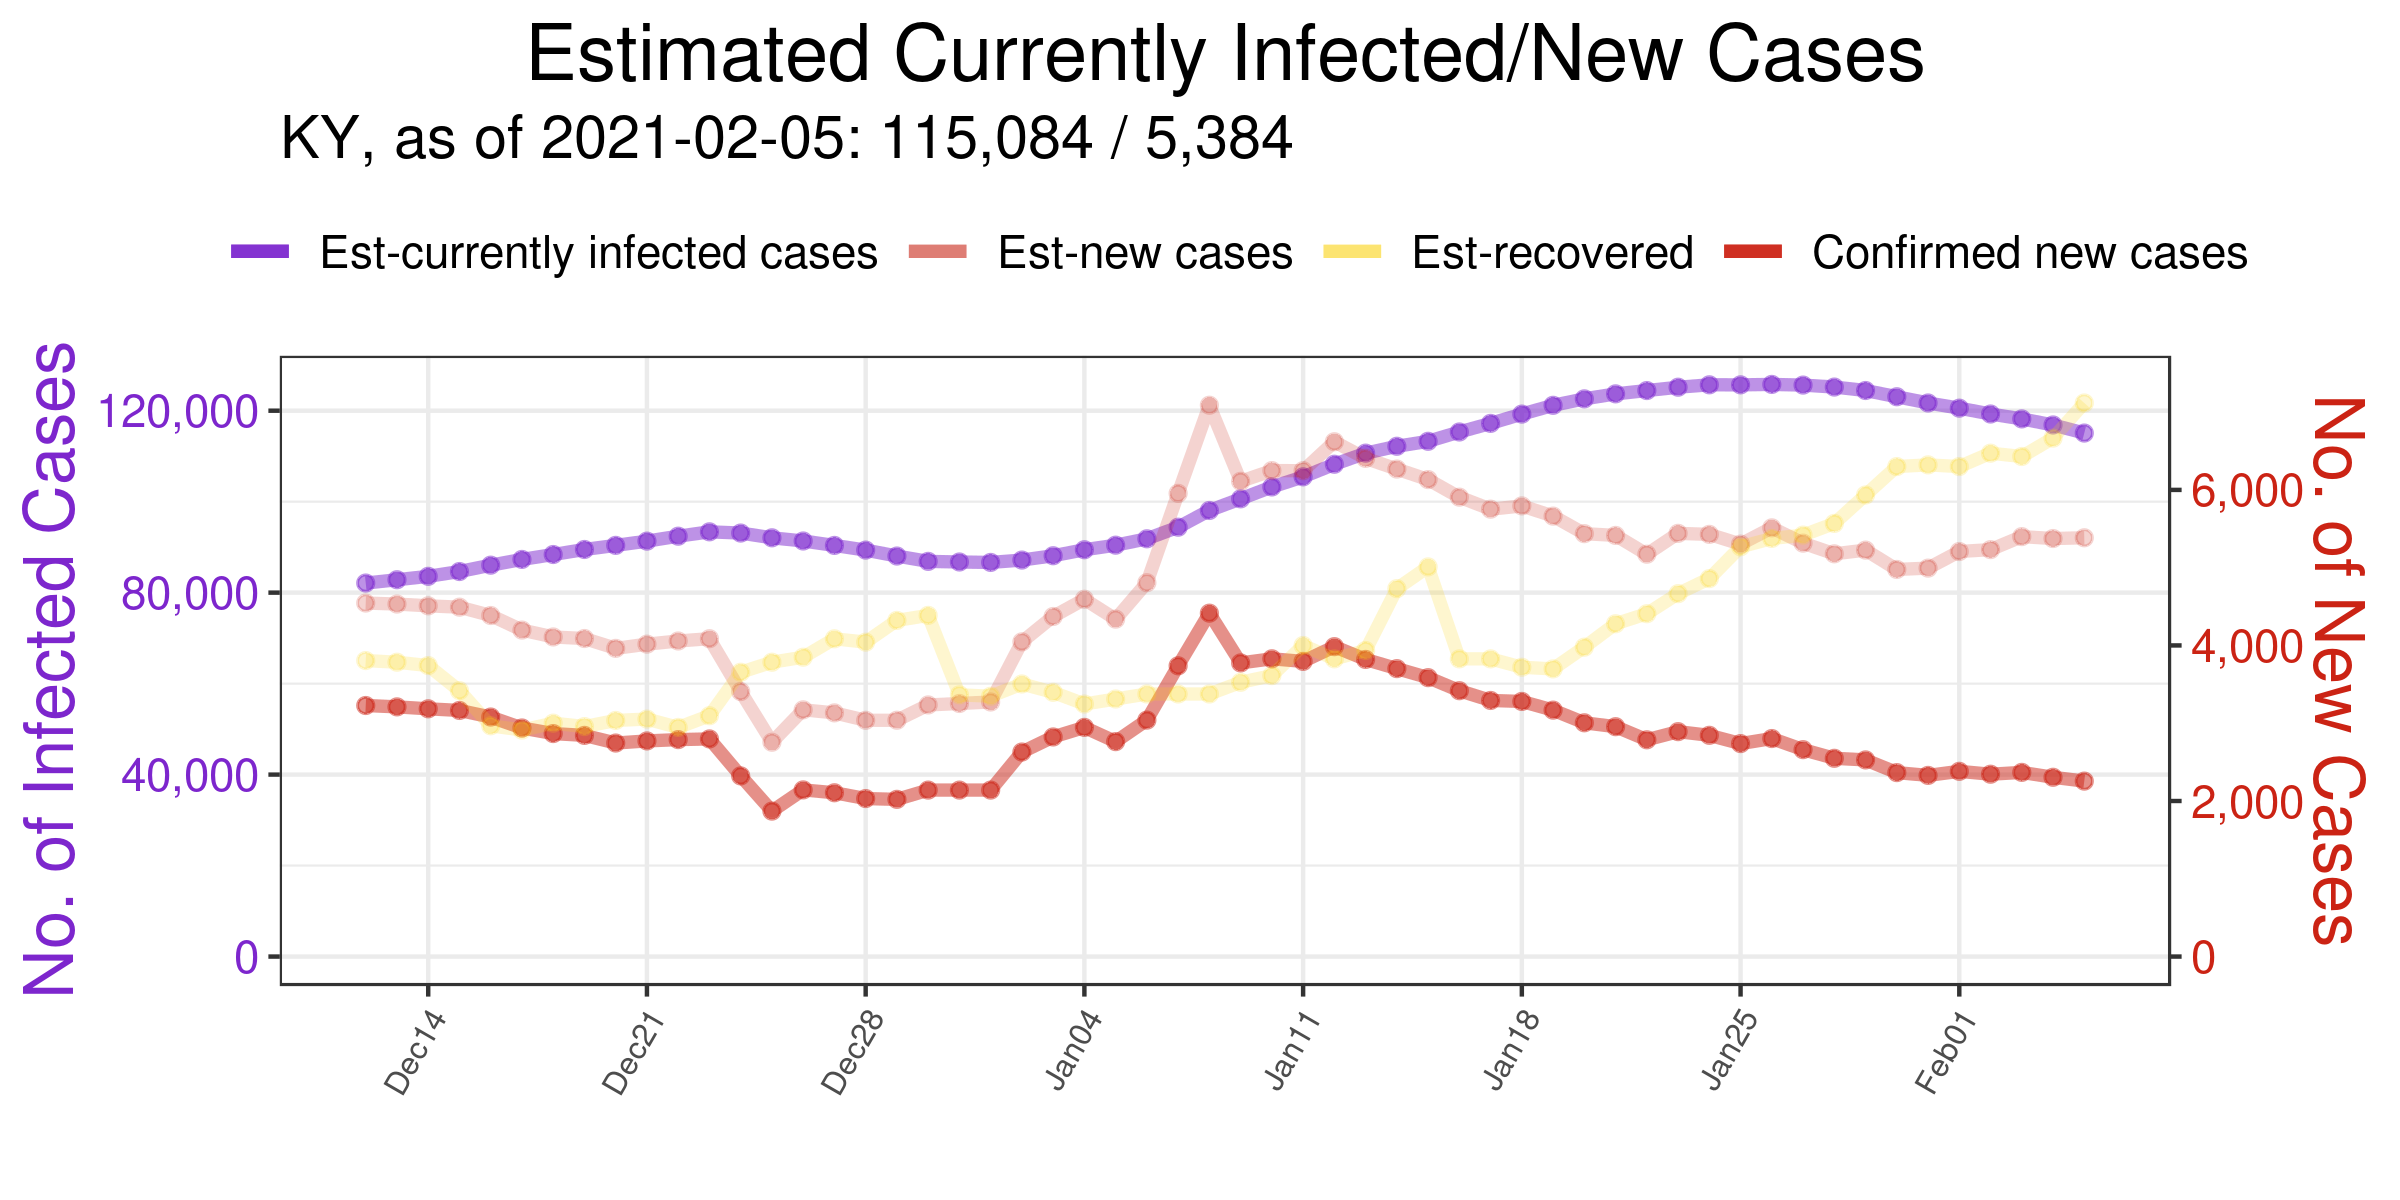 Estimated Currently Infected/New Cases
KY, as of 2021-02-05: 115,084 / 5,384
Est-currently infected cases Est-new cases Est-recovered Confirmed new cases
No. of Infected Cases
120,000
80,000
40,000
0
6,000
4,000
2,000
0
No. of New Cases
Dec14 Dec21 Dec28 Jan04 Jan11 Jan18 Jan25 Feb01